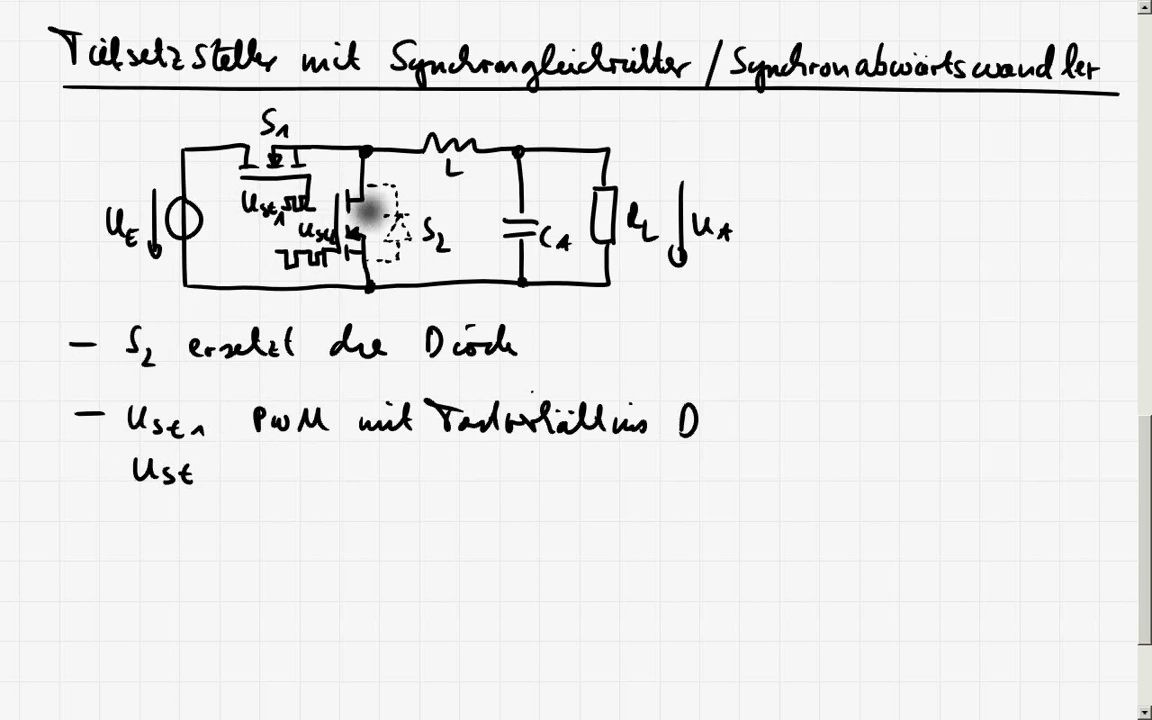 Tiefsetzsteller mit Synchrongleichrichter / Synchronabwärtswandler
S1
L
UE
USt1
USt2
S2
CA
RL
UA
– S2 ersetzt die Diode
– USt1 PWM mit Tastverhältnis D
USt